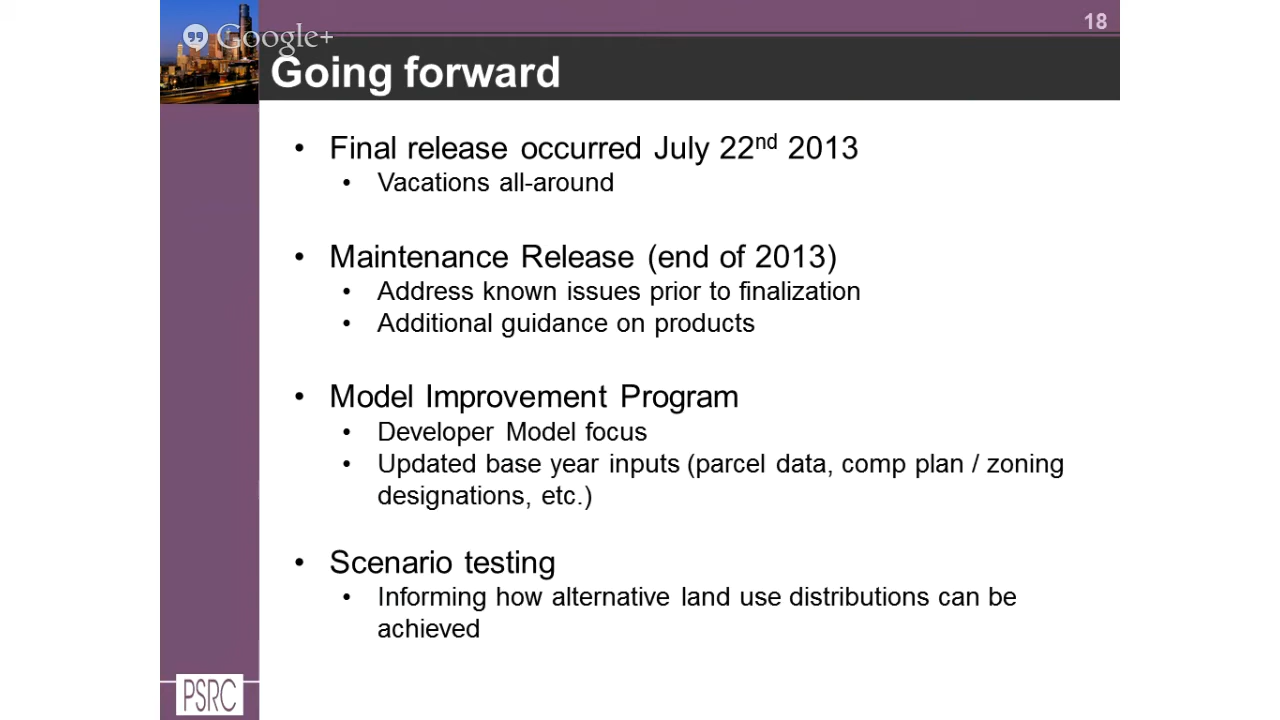 18
Google+
Going forward
• Final release occurred July 22nd 2013
• Vacations all-around
• Maintenance Release (end of 2013)
• Address known issues prior to finalization
• Additional guidance on products
• Model Improvement Program
• Developer Model focus
• Updated base year inputs (parcel data, comp plan / zoning
designations, etc.)
• Scenario testing
• Informing how alternative land use distributions can be
achieved
PSRC